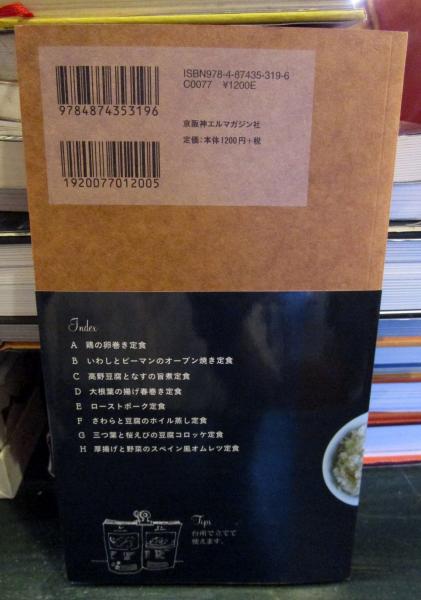 ISBN978-4-87435-319-6
C0077 ¥1200E
9784874353196
京阪神エルマガジン社
定価:本体1200円+税
1920077012005
Index
A 鶏の卵巻き定食
B いわしとピーマンのオーブン焼き定食
C 高野豆腐となすの旨煮定食
D 大根葉の揚げ春巻き定食
E ローストポーク定食
F さわらと豆腐のホイル蒸し定食
G 三つ葉と桜えびの豆腐コロッケ定食
H 厚揚げと野菜のスペイン風オムレツ定食
Tips
台所で立てて
使えます。